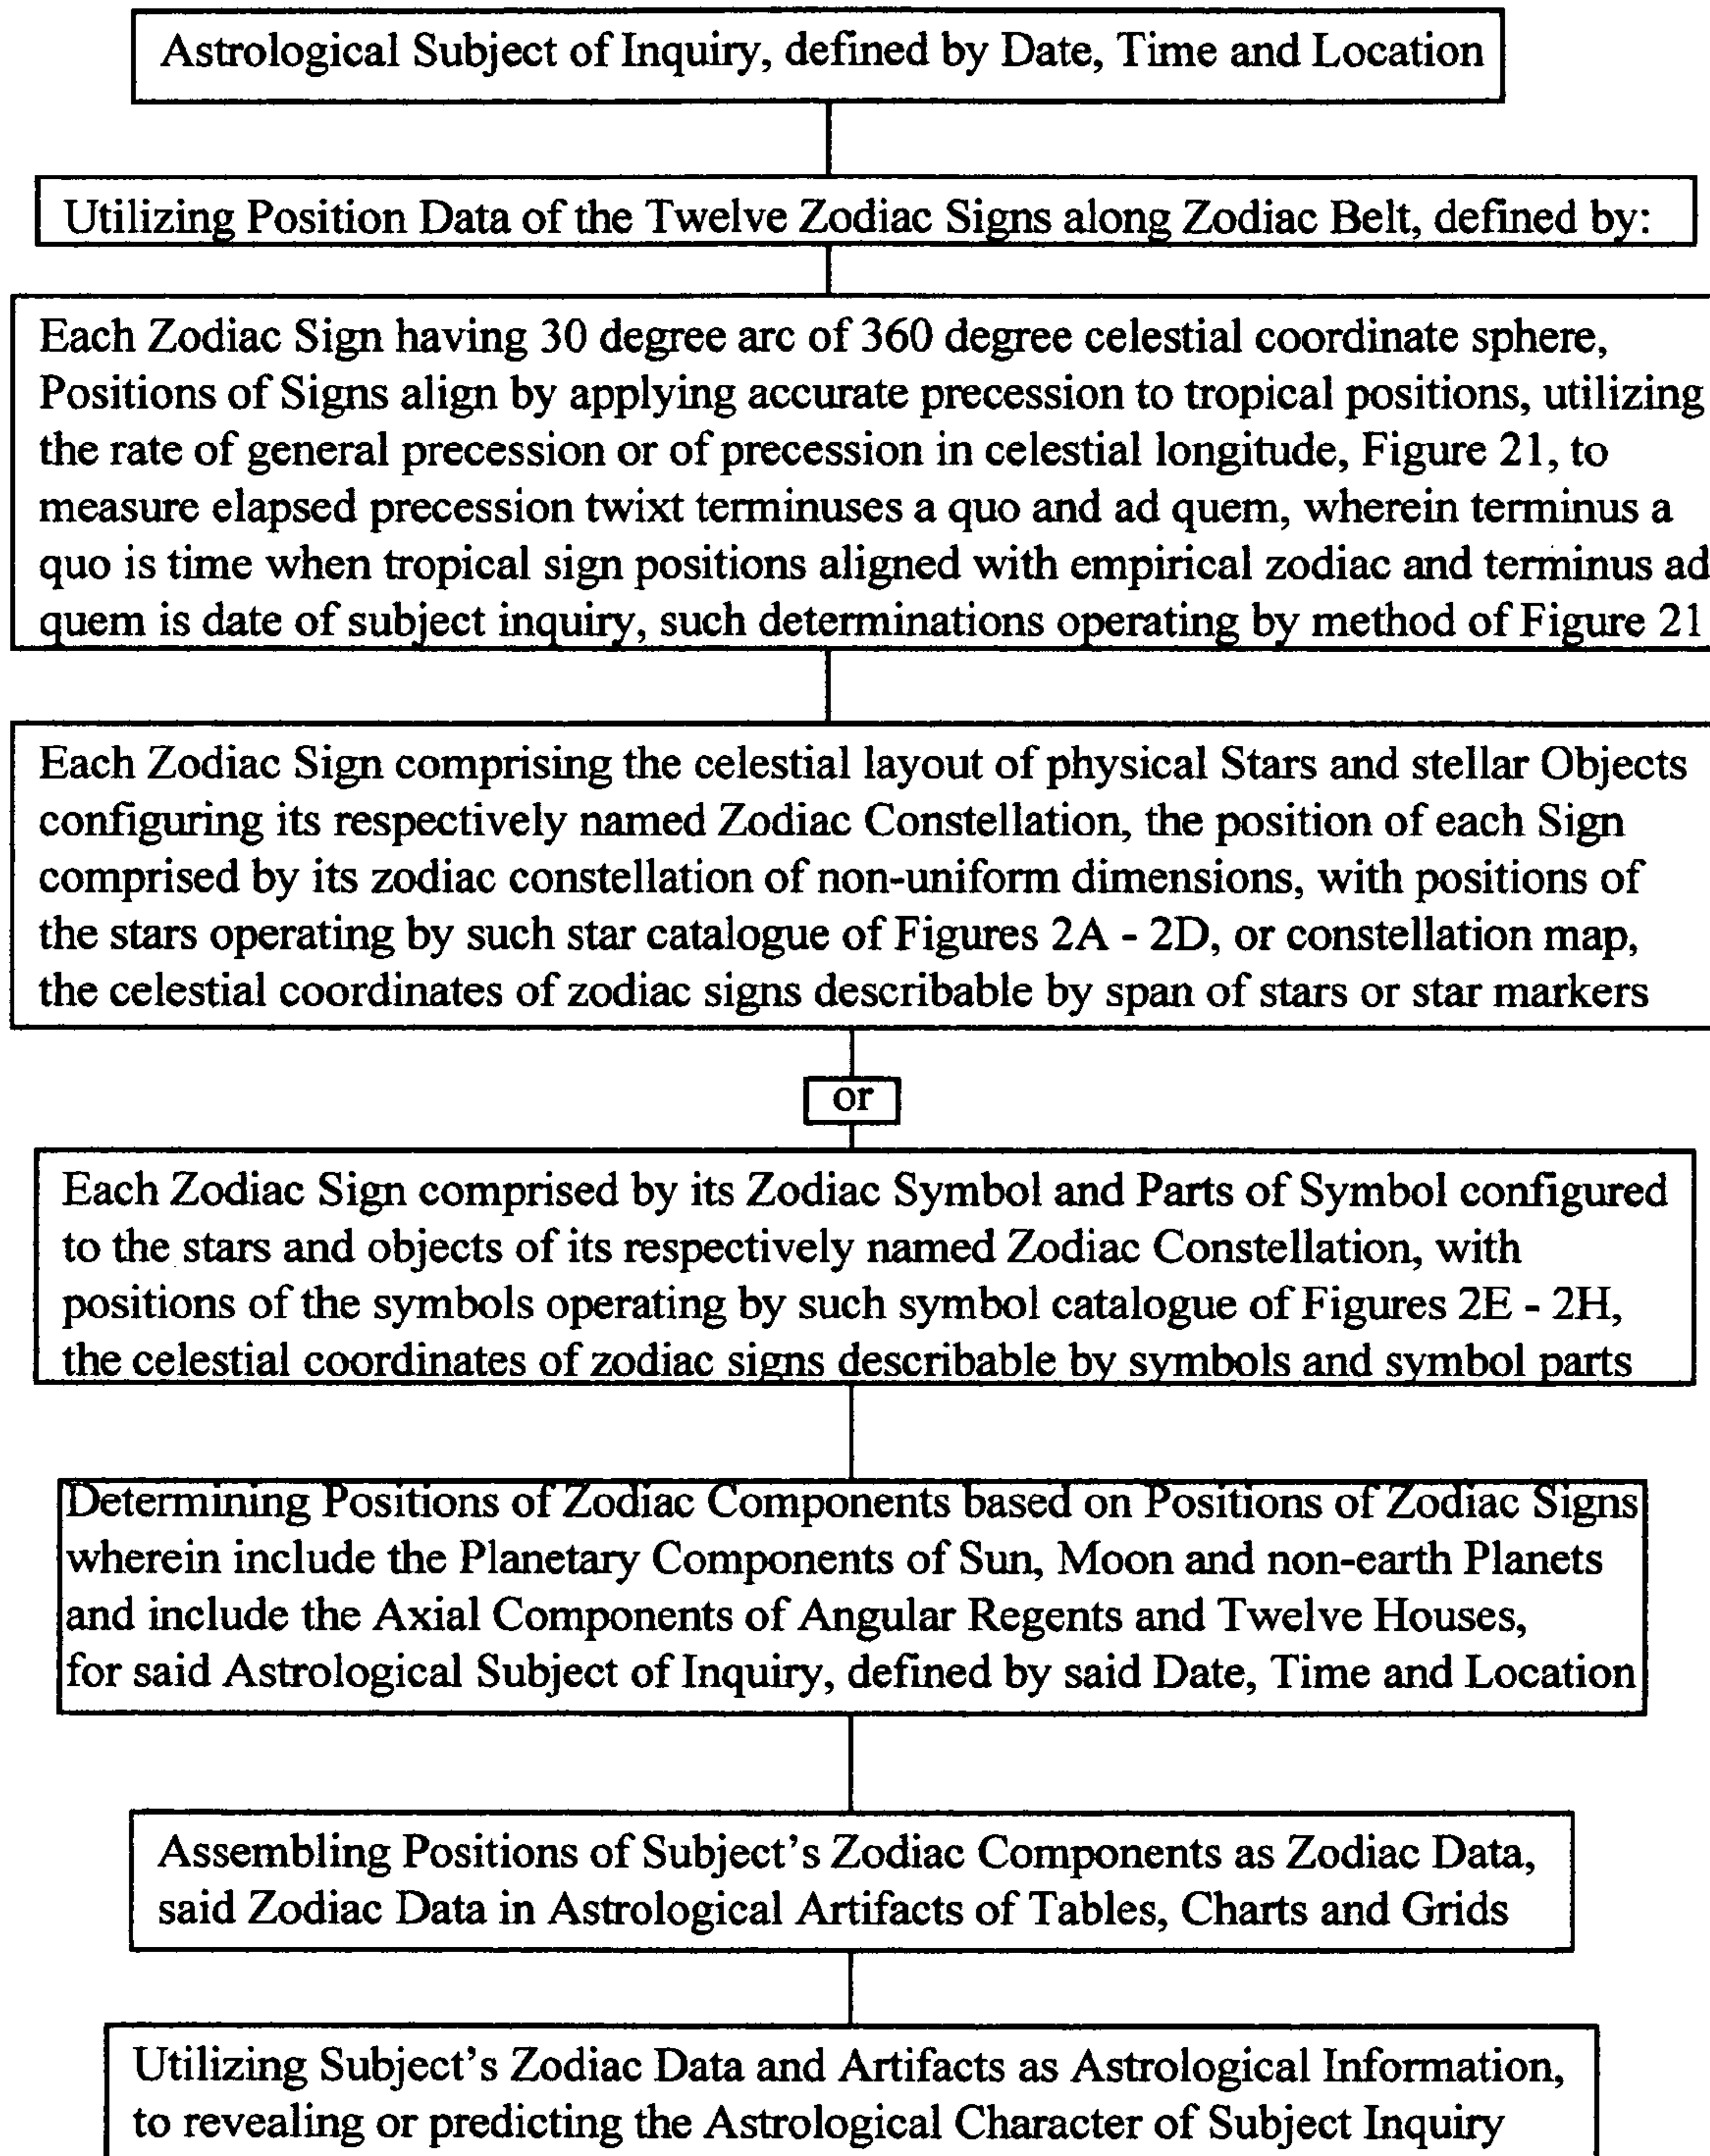 Astrological Subject of Inquiry, defined by Date, Time and Location
Utilizing Position Data of the Twelve Zodiac Signs along Zodiac Belt, defined by:
Each Zodiac Sign having 30 degree arc of 360 degree celestial coordinate sphere,
Positions of Signs align by applying accurate precession to tropical positions, utilizing
the rate of general precession or of precession in celestial longitude, Figure 21, to
measure elapsed precession twixt terminuses a quo and ad quem, wherein terminus a
quo is time when tropical sign positions aligned with empirical zodiac and terminus ad
quem is date of subject inquiry, such determinations operating by method of Figure 21
Each Zodiac Sign comprising the celestial layout of physical Stars and stellar Objects
configuring its respectively named Zodiac Constellation, the position of each Sign
comprised by its zodiac constellation of non-uniform dimensions, with positions of
the stars operating by such star catalogue of Figures 2A - 2D, or constellation map,
the celestial coordinates of zodiac signs describable by span of stars or star markers
or
Each Zodiac Sign comprised by its Zodiac Symbol and Parts of Symbol configured
to the stars and objects of its respectively named Zodiac Constellation, with
positions of the symbols operating by such symbol catalogue of Figures 2E - 2H,
the celestial coordinates of zodiac signs describable by symbols and symbol parts
Determining Positions of Zodiac Components based on Positions of Zodiac Signs
wherein include the Planetary Components of Sun, Moon and non-earth Planets
and include the Axial Components of Angular Regents and Twelve Houses,
for said Astrological Subject of Inquiry, defined by said Date, Time and Location
Assembling Positions of Subject's Zodiac Components as Zodiac Data,
said Zodiac Data in Astrological Artifacts of Tables, Charts and Grids
Utilizing Subject's Zodiac Data and Artifacts as Astrological Information,
to revealing or predicting the Astrological Character of Subject Inquiry